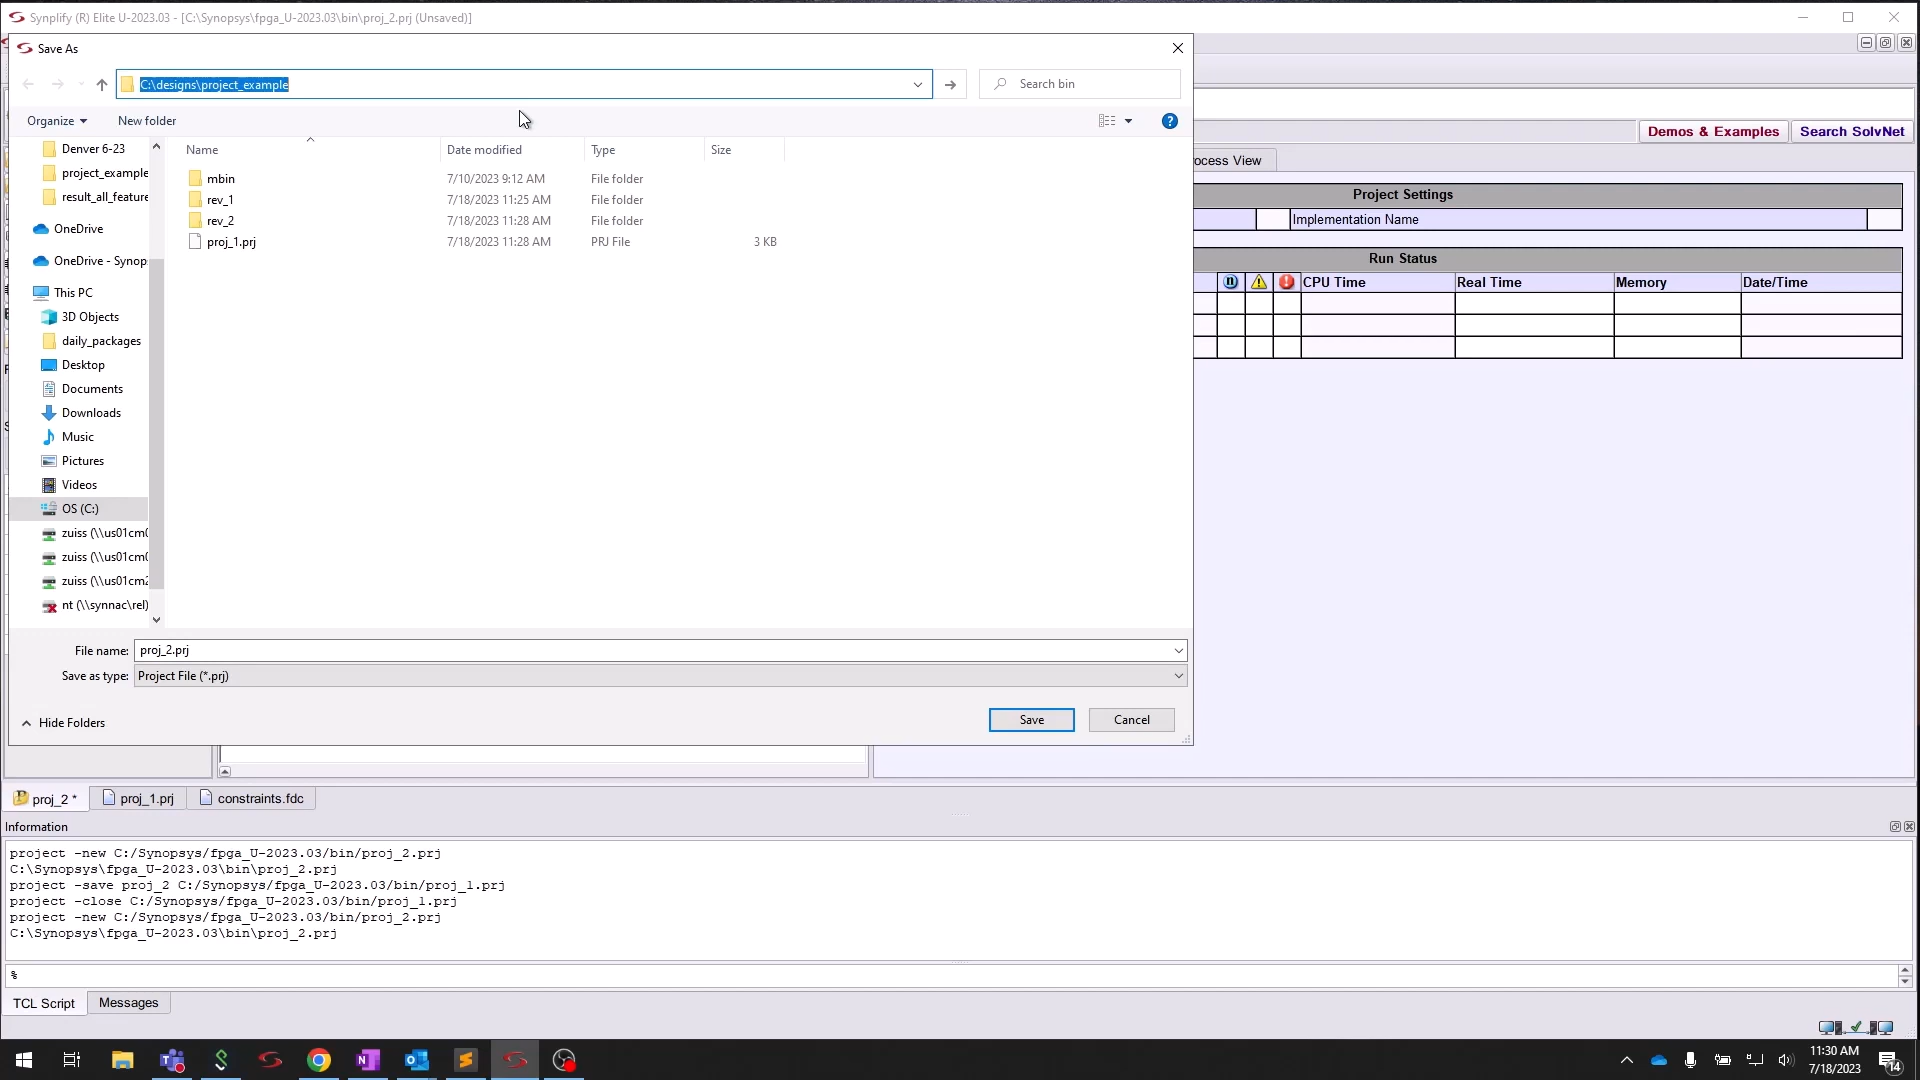 Synplify (R) Elite U-2023.03 - [C:\Synopsys\fpga_U-2023.03\bin\proj_2.prj (Unsaved)]
Save As
C:\designs\project_example
Search bin
Organize
New folder
Demos & Examples
Search SolvNet
ocess View
Name
Date modified
Type
Size
Denver 6-23
project_example
result_all_feature
OneDrive
OneDrive - Synop
This PC
3D Objects
daily_packages
Desktop
Documents
Downloads
Music
Pictures
Videos
OS (C:)
zuiss (\\us01cm
zuiss (\\us01cm
zuiss (\\us01cm2
nt (\\synnac\rel)
mbin 7/10/2023 9:12 AM File folder
rev_1 7/18/2023 11:25 AM File folder
rev_2 7/18/2023 11:28 AM File folder
proj_1.prj 7/18/2023 11:28 AM PRJ File 3 KB
Project Settings
Implementation Name
Run Status
CPU Time Real Time Memory Date/Time
File name: proj_2.prj
Save as type: Project File (*.prj)
Hide Folders
Save
Cancel
proj_2 *
proj_1.prj
constraints.fdc
Information
project -new C:/Synopsys/fpga_U-2023.03/bin/proj_2.prj
C:\Synopsys\fpga_U-2023.03\bin\proj_2.prj
project -save proj_2 C:/Synopsys/fpga_U-2023.03/bin/proj_1.prj
project -close C:/Synopsys/fpga_U-2023.03/bin/proj_1.prj
project -new C:/Synopsys/fpga_U-2023.03/bin/proj_2.prj
C:\Synopsys\fpga_U-2023.03\bin\proj_2.prj
%
TCL Script
Messages
11:30 AM
7/18/2023
14